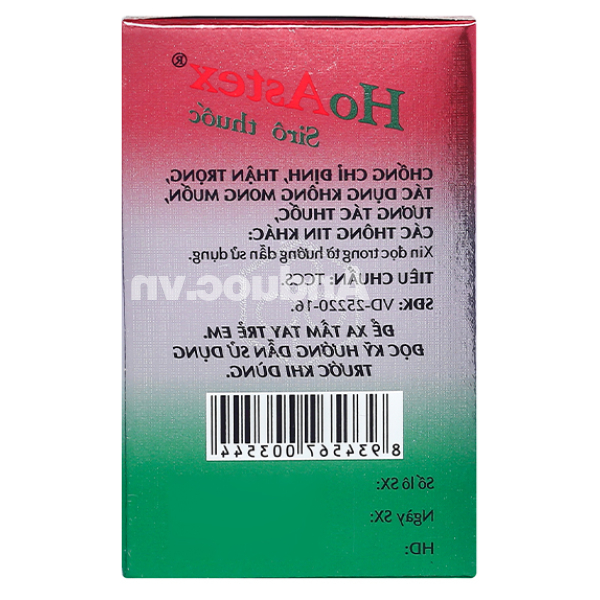 HoAstex®
Sirô thuốc
CHỐNG CHỈ ĐỊNH, THẬN TRỌNG,
TÁC DỤNG KHÔNG MONG MUỐN,
TƯƠNG TÁC THUỐC,
CÁC THÔNG TIN KHÁC:
Xin đọc trong tờ hướng dẫn sử dụng.
TIÊU CHUẨN: TCCS.
Anduoc.vn
SĐK: VD-25220-16.
ĐỂ XA TẦM TAY TRẺ EM.
ĐỌC KỸ HƯỚNG DẪN SỬ DỤNG
TRƯỚC KHI DÙNG.
8 934567 003544
Số lô SX:
Ngày SX:
HD: